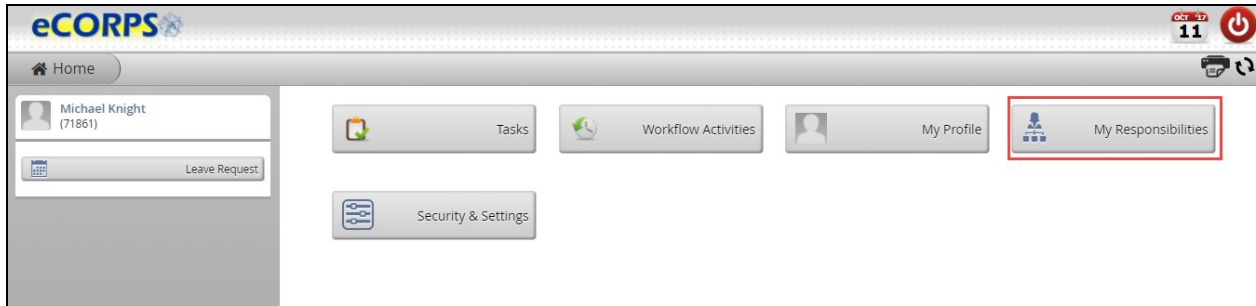 eCORPS
OCT '17
11
Home
Michael Knight
(71861)
Leave Request
Tasks
Workflow Activities
My Profile
My Responsibilities
Security & Settings